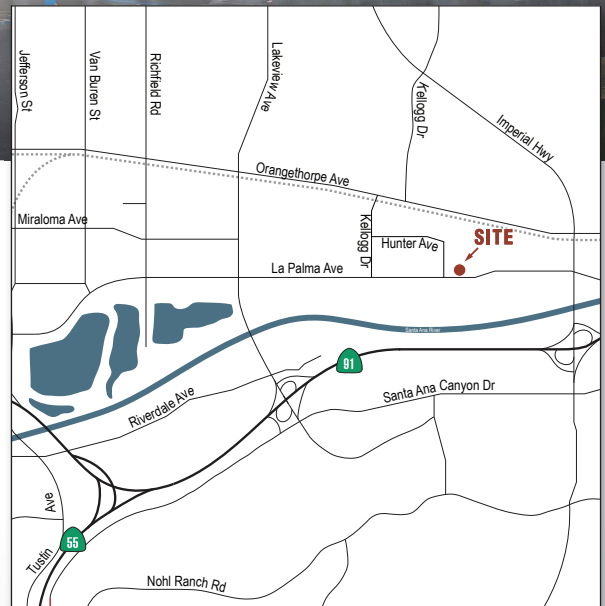 Jefferson St
Van Buren St
Richfield Rd
Lakeview Ave
Kellogg Dr
Imperial Hwy
Orangethorpe Ave
Miraloma Ave
Kellogg Dr
Hunter Ave
SITE
La Palma Ave
Santa Ana River
91
Santa Ana Canyon Dr
Riverdale Ave
Tustin Ave
55
Nohl Ranch Rd